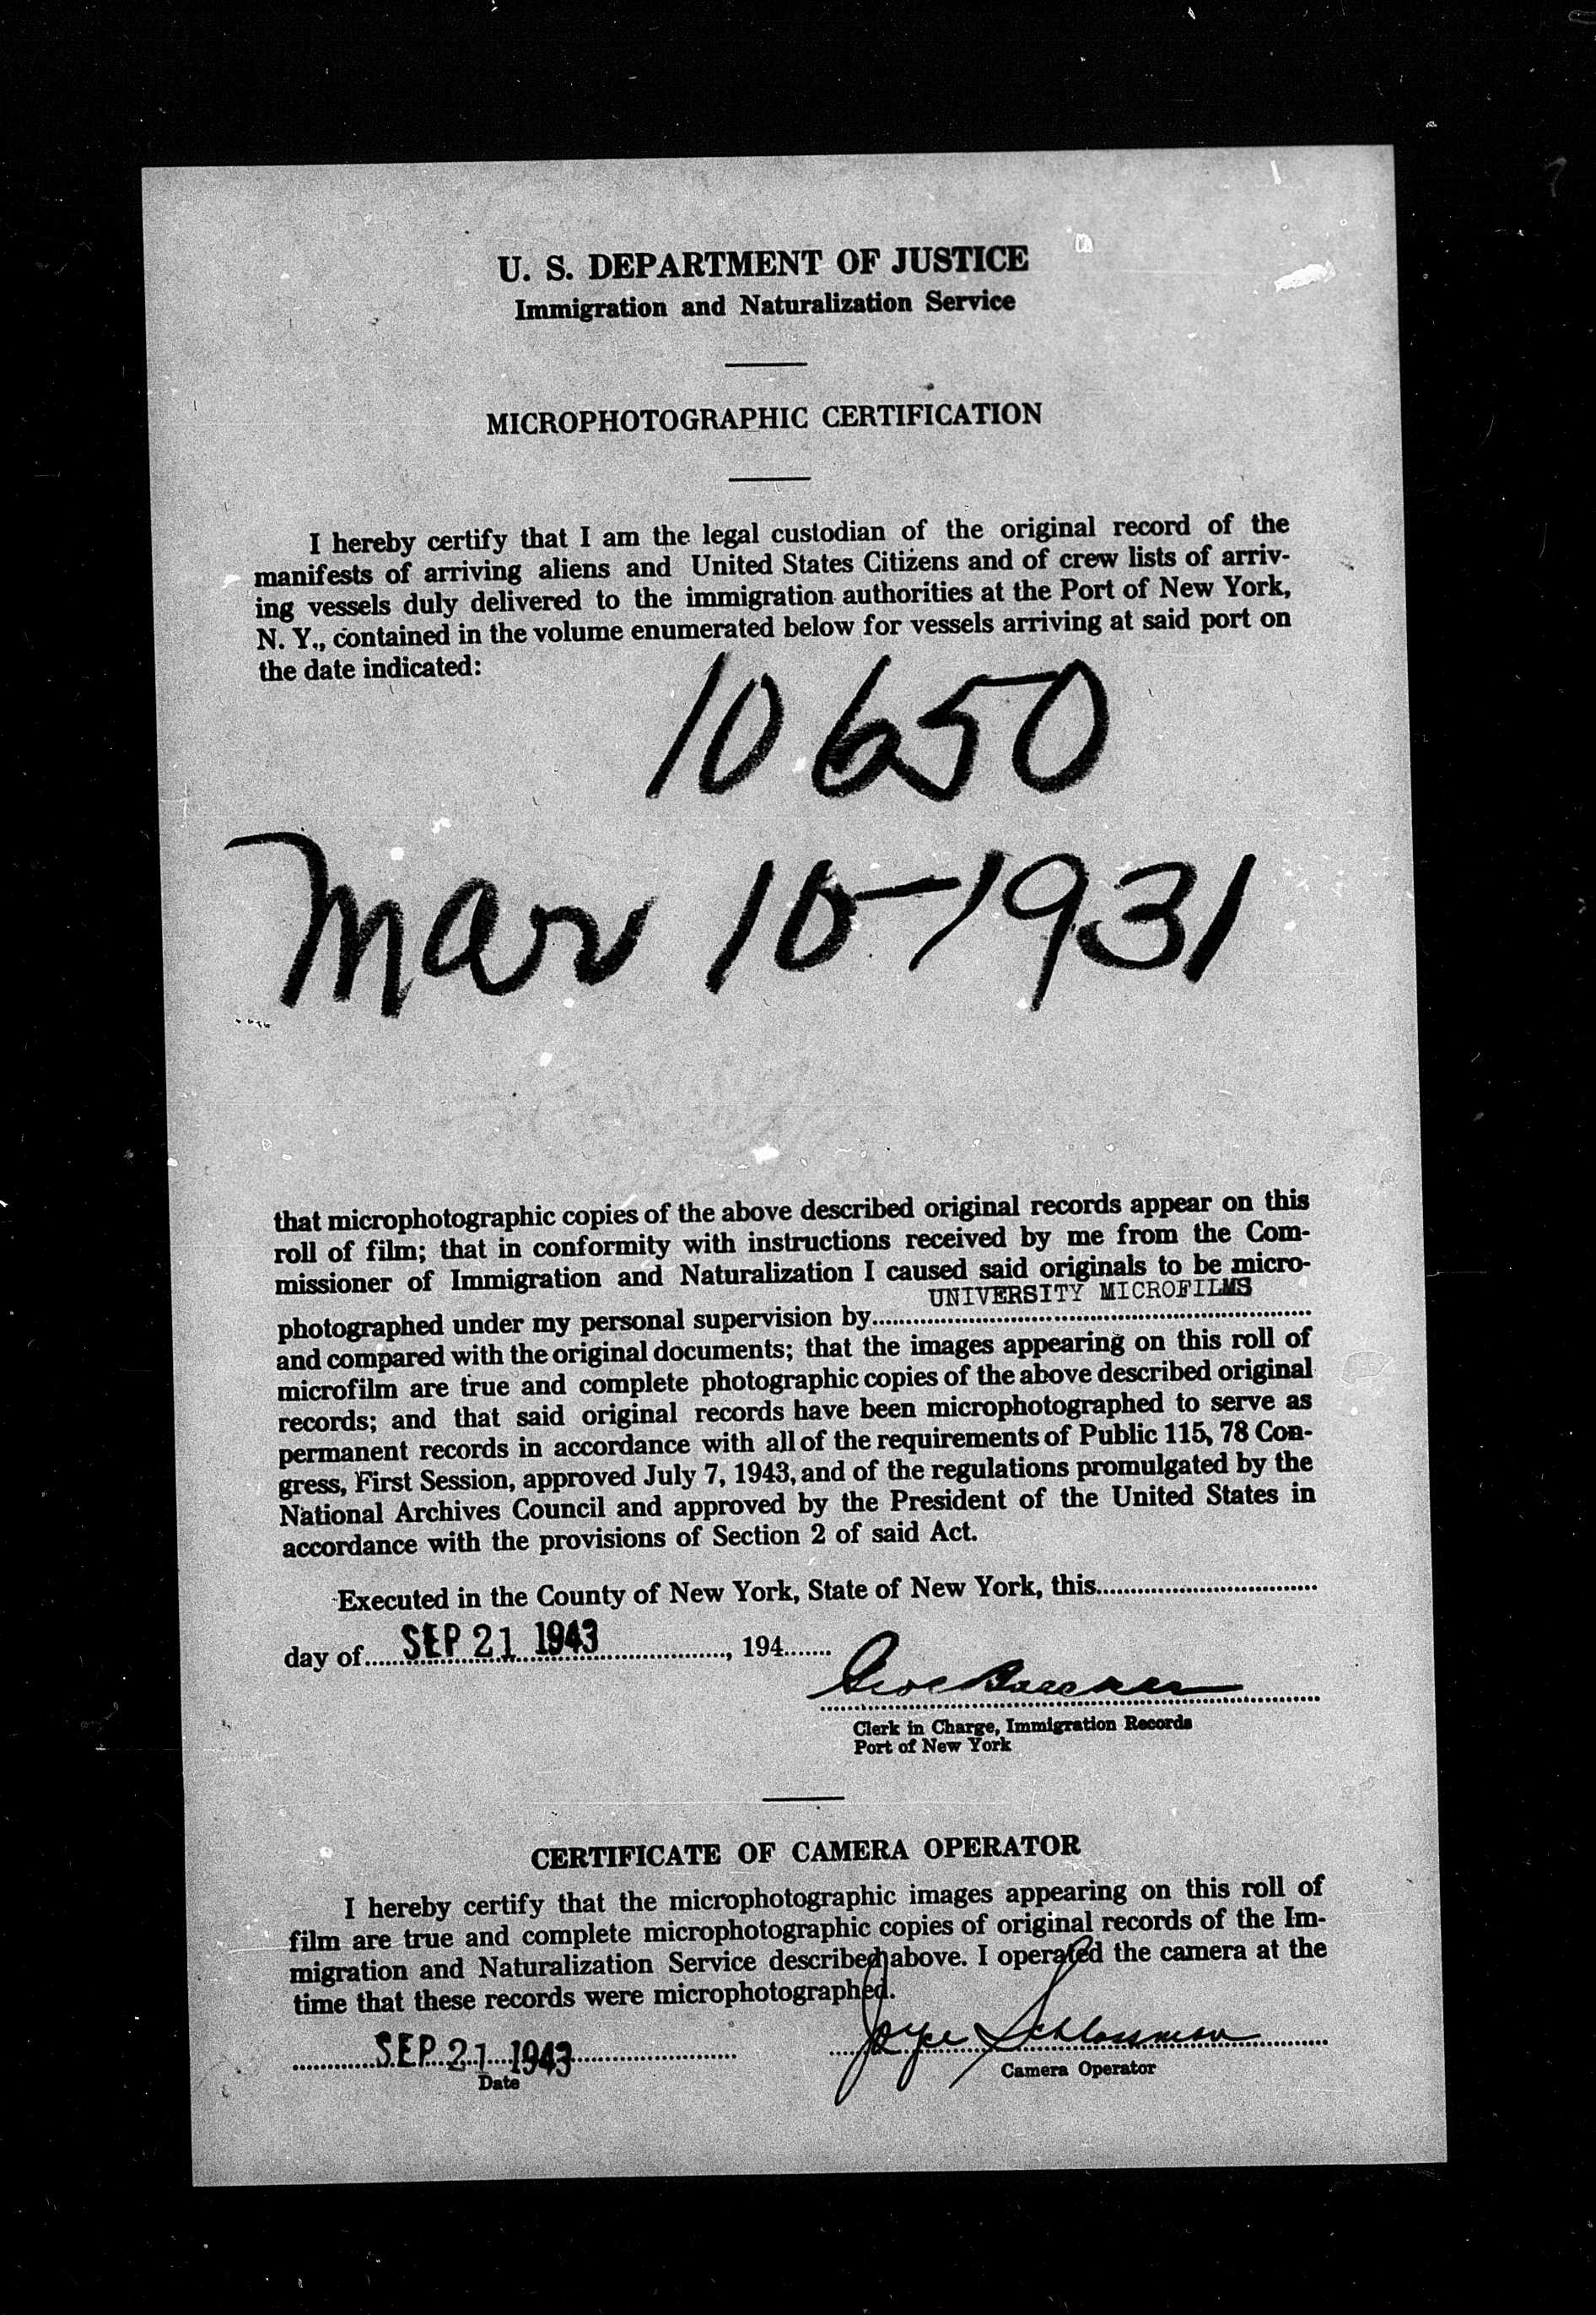 U. S. DEPARTMENT OF JUSTICE
Immigration and Naturalization Service
MICROPHOTOGRAPHIC CERTIFICATION
I hereby certify that I am the legal custodian of the original record of the
manifests of arriving aliens and United States Citizens and of crew lists of arriv-
ing vessels duly delivered to the immigration authorities at the Port of New York,
N. Y., contained in the volume enumerated below for vessels arriving at said port on
the date indicated:
10650
Mar 10-1931
that microphotographic copies of the above described original records appear on this
roll of film; that in conformity with instructions received by me from the Com-
missioner of Immigration and Naturalization I caused said originals to be micro-
UNIVERSITY MICROFILMS
photographed under my personal supervision by
and compared with the original documents; that the images appearing on this roll of
microfilm are true and complete photographic copies of the above described original
records; and that said original records have been microphotographed to serve as
permanent records in accordance with all of the requirements of Public 115, 78 Con-
gress, First Session, approved July 7, 1943, and of the regulations promulgated by the
National Archives Council and approved by the President of the United States in
accordance with the provisions of Section 2 of said Act.
Executed in the County of New York, State of New York, this
day of SEP 21 1943, 194
Clerk in Charge, Immigration Records
Port of New York
CERTIFICATE OF CAMERA OPERATOR
I hereby certify that the microphotographic images appearing on this roll of
film are true and complete microphotographic copies of original records of the Im-
migration and Naturalization Service described above. I operated the camera at the
time that these records were microphotographed.
SEP 21 1943 Joyce Schlossman
Date Camera Operator